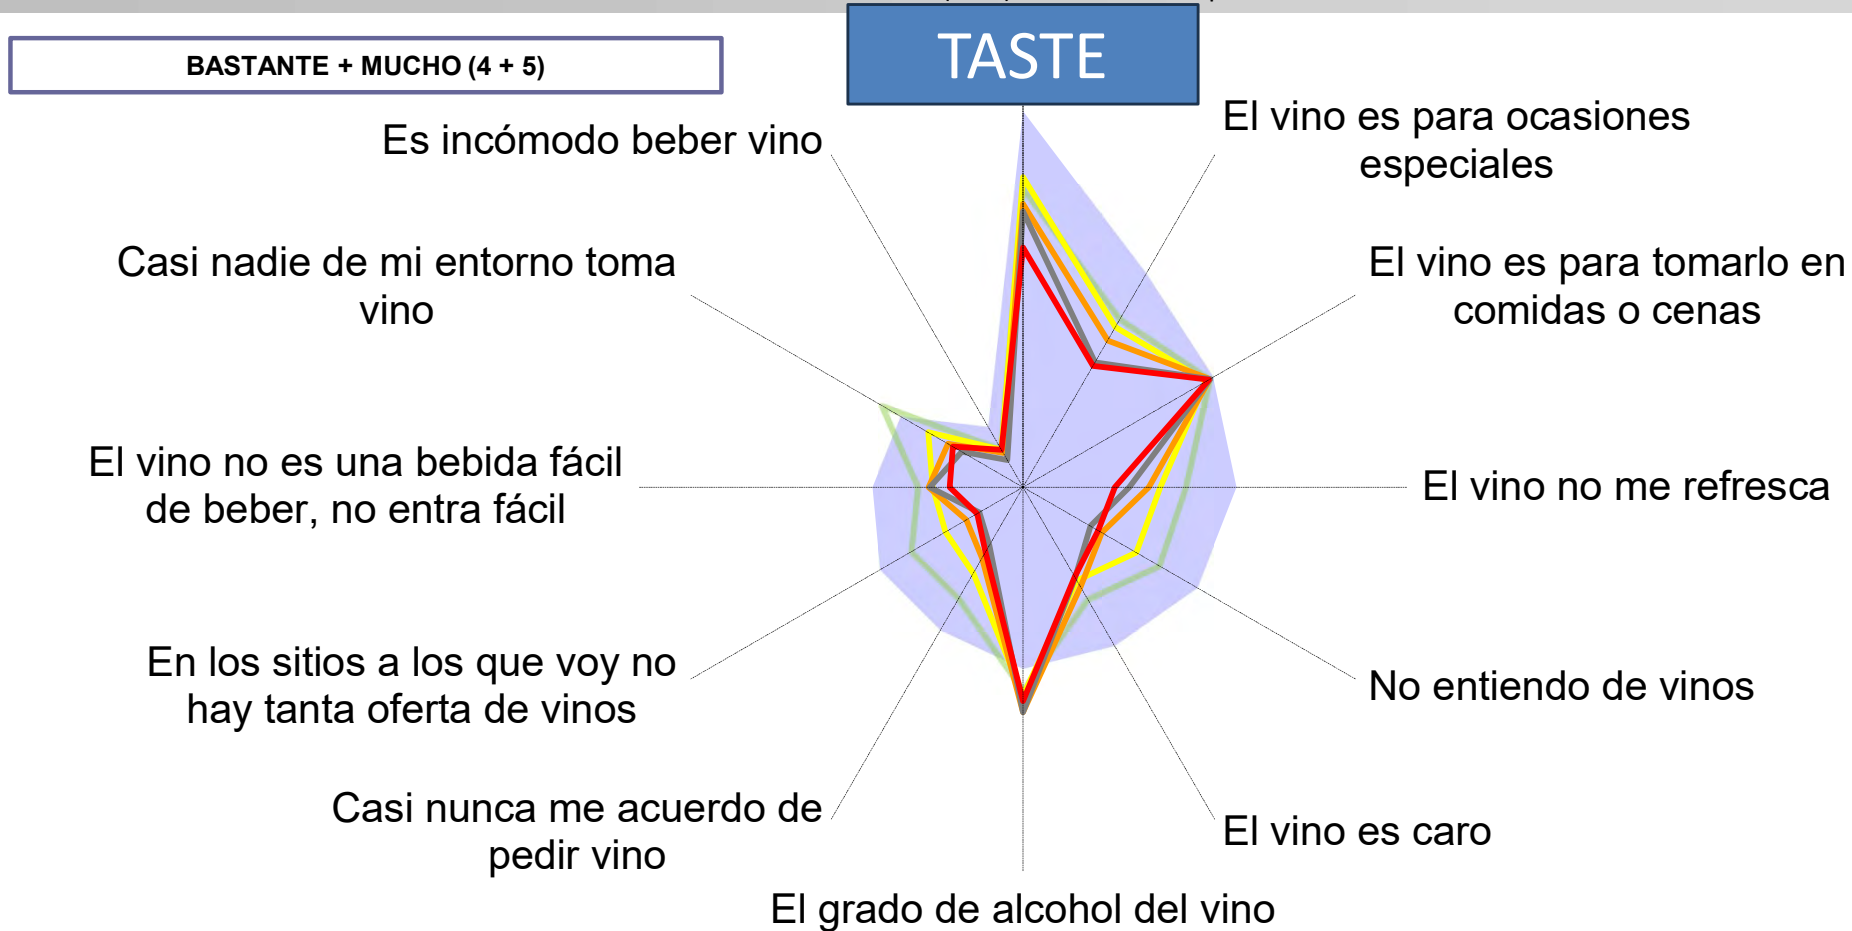 BASTANTE + MUCHO (4 + 5)
TASTE
El vino es para ocasiones
especiales
El vino es para tomarlo en
comidas o cenas
El vino no me refresca
No entiendo de vinos
El vino es caro
El grado de alcohol del vino
Casi nunca me acuerdo de
pedir vino
En los sitios a los que voy no
hay tanta oferta de vinos
El vino no es una bebida fácil
de beber, no entra fácil
Casi nadie de mi entorno toma
vino
Es incómodo beber vino